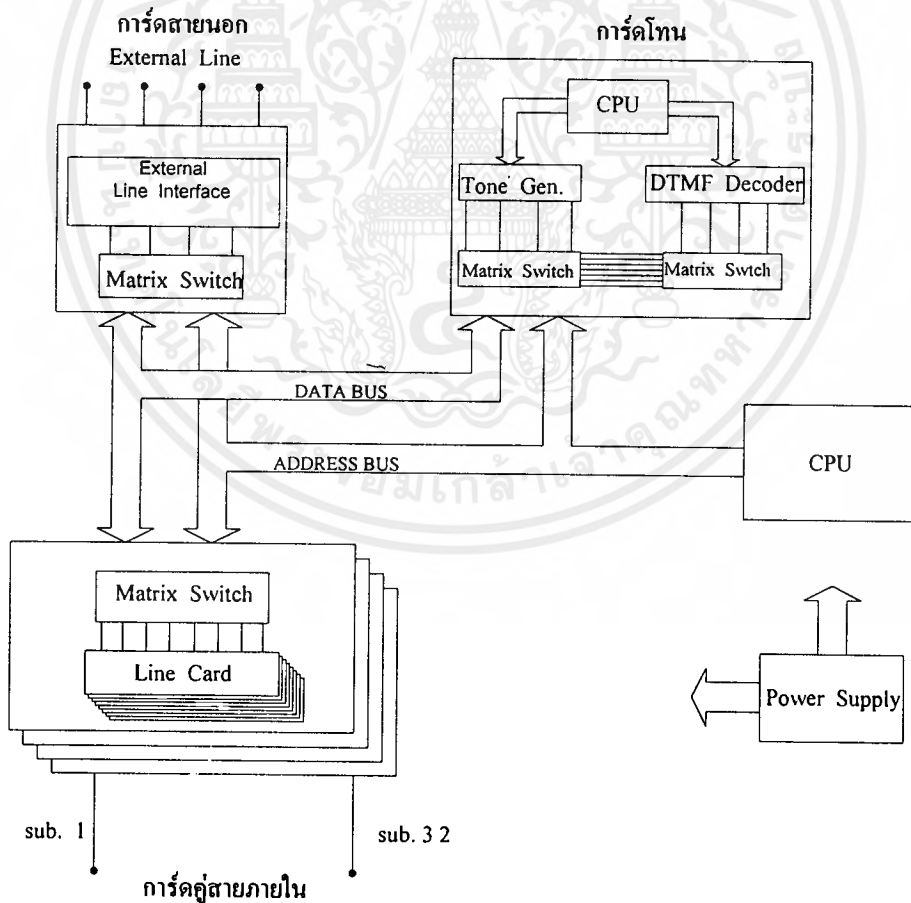 การ์ดสายนอก
External Line
External
Line Interface
Matrix Switch
การ์ดโทน
CPU
Tone Gen.
DTMF Decoder
Matrix Switch
Matrix Swtch
DATA BUS
ADDRESS BUS
CPU
Matrix Switch
Line Card
Power Supply
sub. 1
sub. 3 2
การ์ดคู่สายภายใน